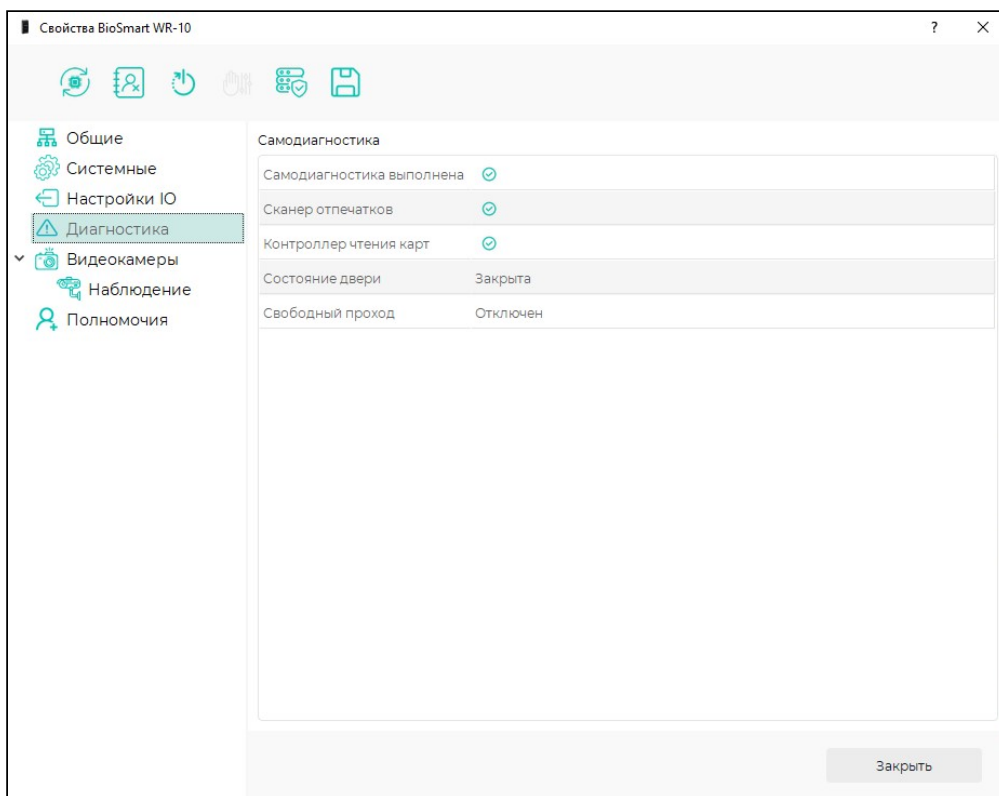 Свойства BioSmart WR-10
?
Общие
Системные
Настройки IO
Диагностика
Видеокамеры
Наблюдение
Полномочия
Самодиагностика
Самодиагностика выполнена
Сканер отпечатков
Контроллер чтения карт
Состояние двери Закрыта
Свободный проход Отключен
Закрыть